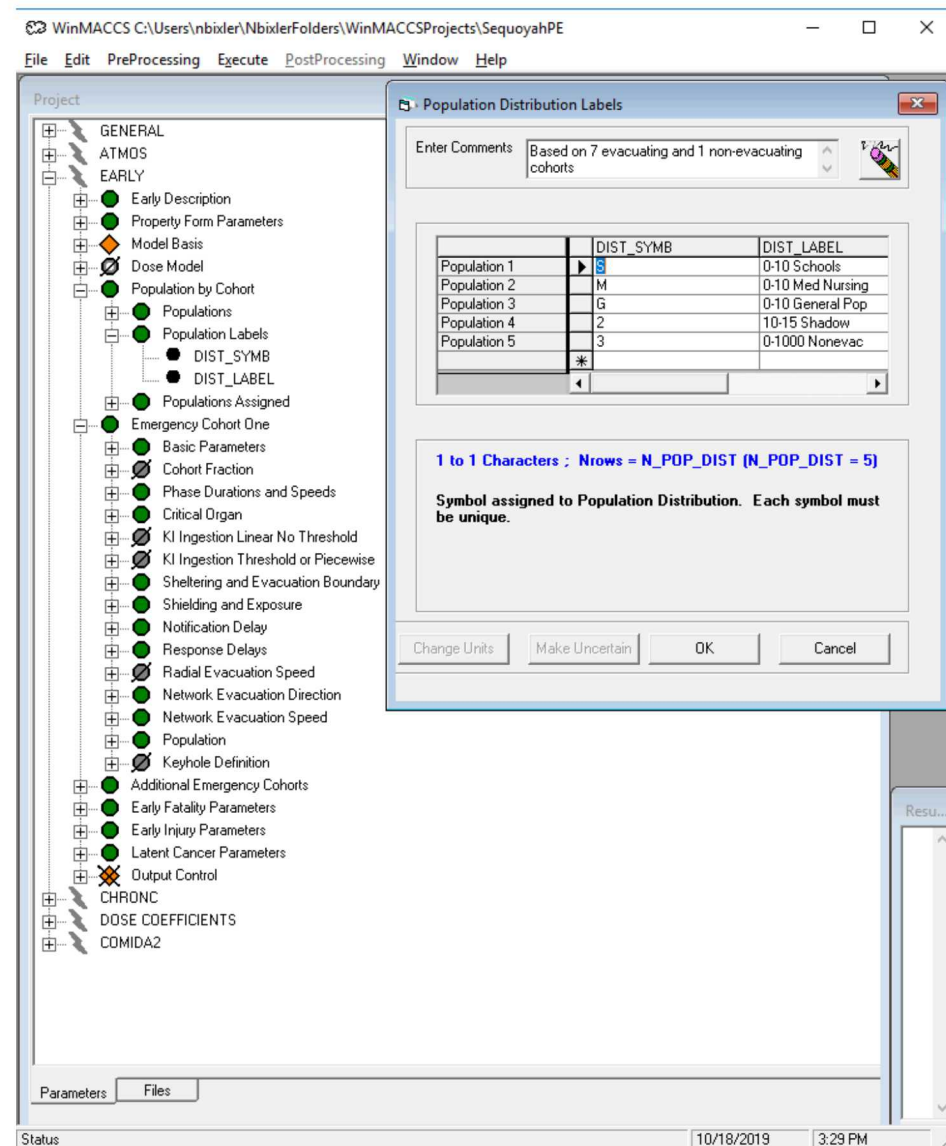 WinMACCS C:\Users\nbixler\NbixlerFolders\WinMACCSProjects\SequoyahPE
File Edit PreProcessing Execute PostProcessing Window Help
Project
GENERAL
ATMOS
EARLY
Early Description
Property Form Parameters
Model Basis
Dose Model
Population by Cohort
Populations
Population Labels
DIST_SYMB
DIST_LABEL
Populations Assigned
Emergency Cohort One
Basic Parameters
Cohort Fraction
Phase Durations and Speeds
Critical Organ
KI Ingestion Linear No Threshold
KI Ingestion Threshold or Piecewise
Sheltering and Evacuation Boundary
Shielding and Exposure
Notification Delay
Response Delays
Radial Evacuation Speed
Network Evacuation Direction
Network Evacuation Speed
Population
Keyhole Definition
Additional Emergency Cohorts
Early Fatality Parameters
Early Injury Parameters
Latent Cancer Parameters
Output Control
CHRONC
DOSE COEFFICIENTS
COMIDA2
Parameters Files
Population Distribution Labels
Enter Comments
Based on 7 evacuating and 1 non-evacuating
cohorts
DIST_SYMB DIST_LABEL
Population 1 S 0-10 Schools
Population 2 M 0-10 Med Nursing
Population 3 G 0-10 General Pop
Population 4 2 10-15 Shadow
Population 5 3 0-1000 Nonevac
*
1 to 1 Characters ; Nrows = N_POP_DIST (N_POP_DIST = 5)
Symbol assigned to Population Distribution. Each symbol must
be unique.
Change Units Make Uncertain OK Cancel
Resu...
Status 10/18/2019 3:29 PM